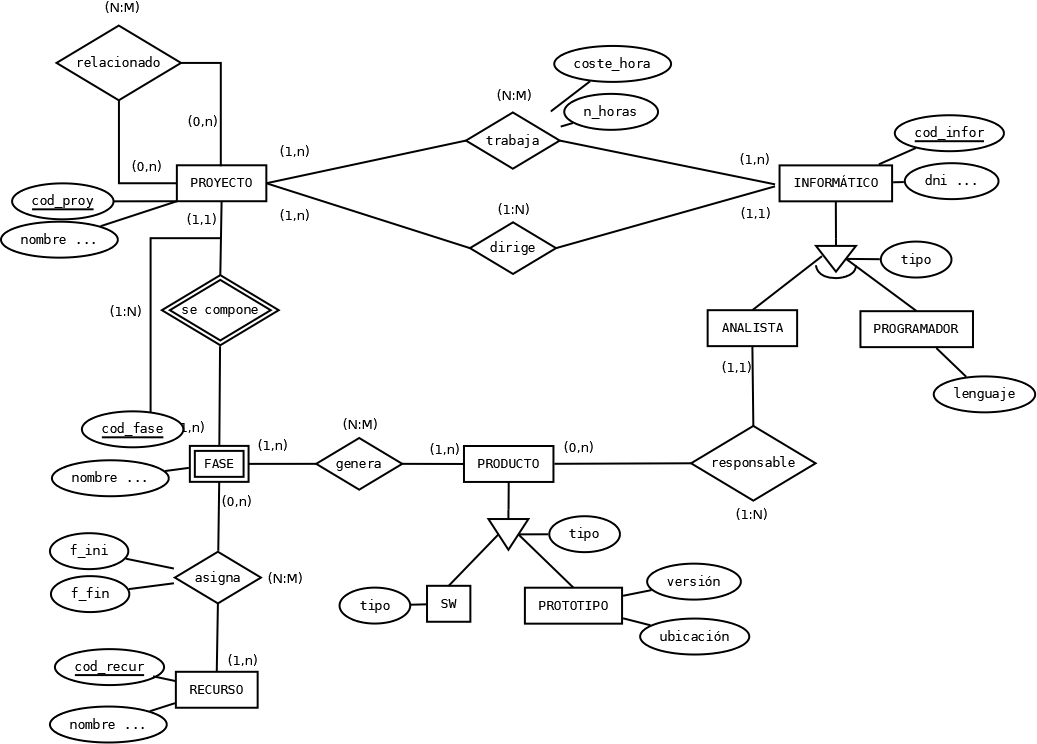 (N:M)
relacionado
coste_hora
(N:M)
n_horas
(0,n)
cod_infor
trabaja
(1,n)
(1,n)
(0,n)
PROYECTO
INFORMÁTICO
dni ...
cod_proy
(1,n)
(1:N)
(1,1)
(1,1)
nombre ...
dirige
tipo
(1:N)
se compone
ANALISTA
PROGRAMADOR
(1,1)
lenguaje
cod_fase
1,n)
(N:M)
(1,n)
(1,n)
(0,n)
FASE
genera
PRODUCTO
responsable
nombre ...
(0,n)
(1:N)
tipo
f_ini
asigna
(N:M)
versión
f_fin
tipo
SW
PROTOTIPO
ubicación
(1,n)
cod_recur
RECURSO
nombre ...